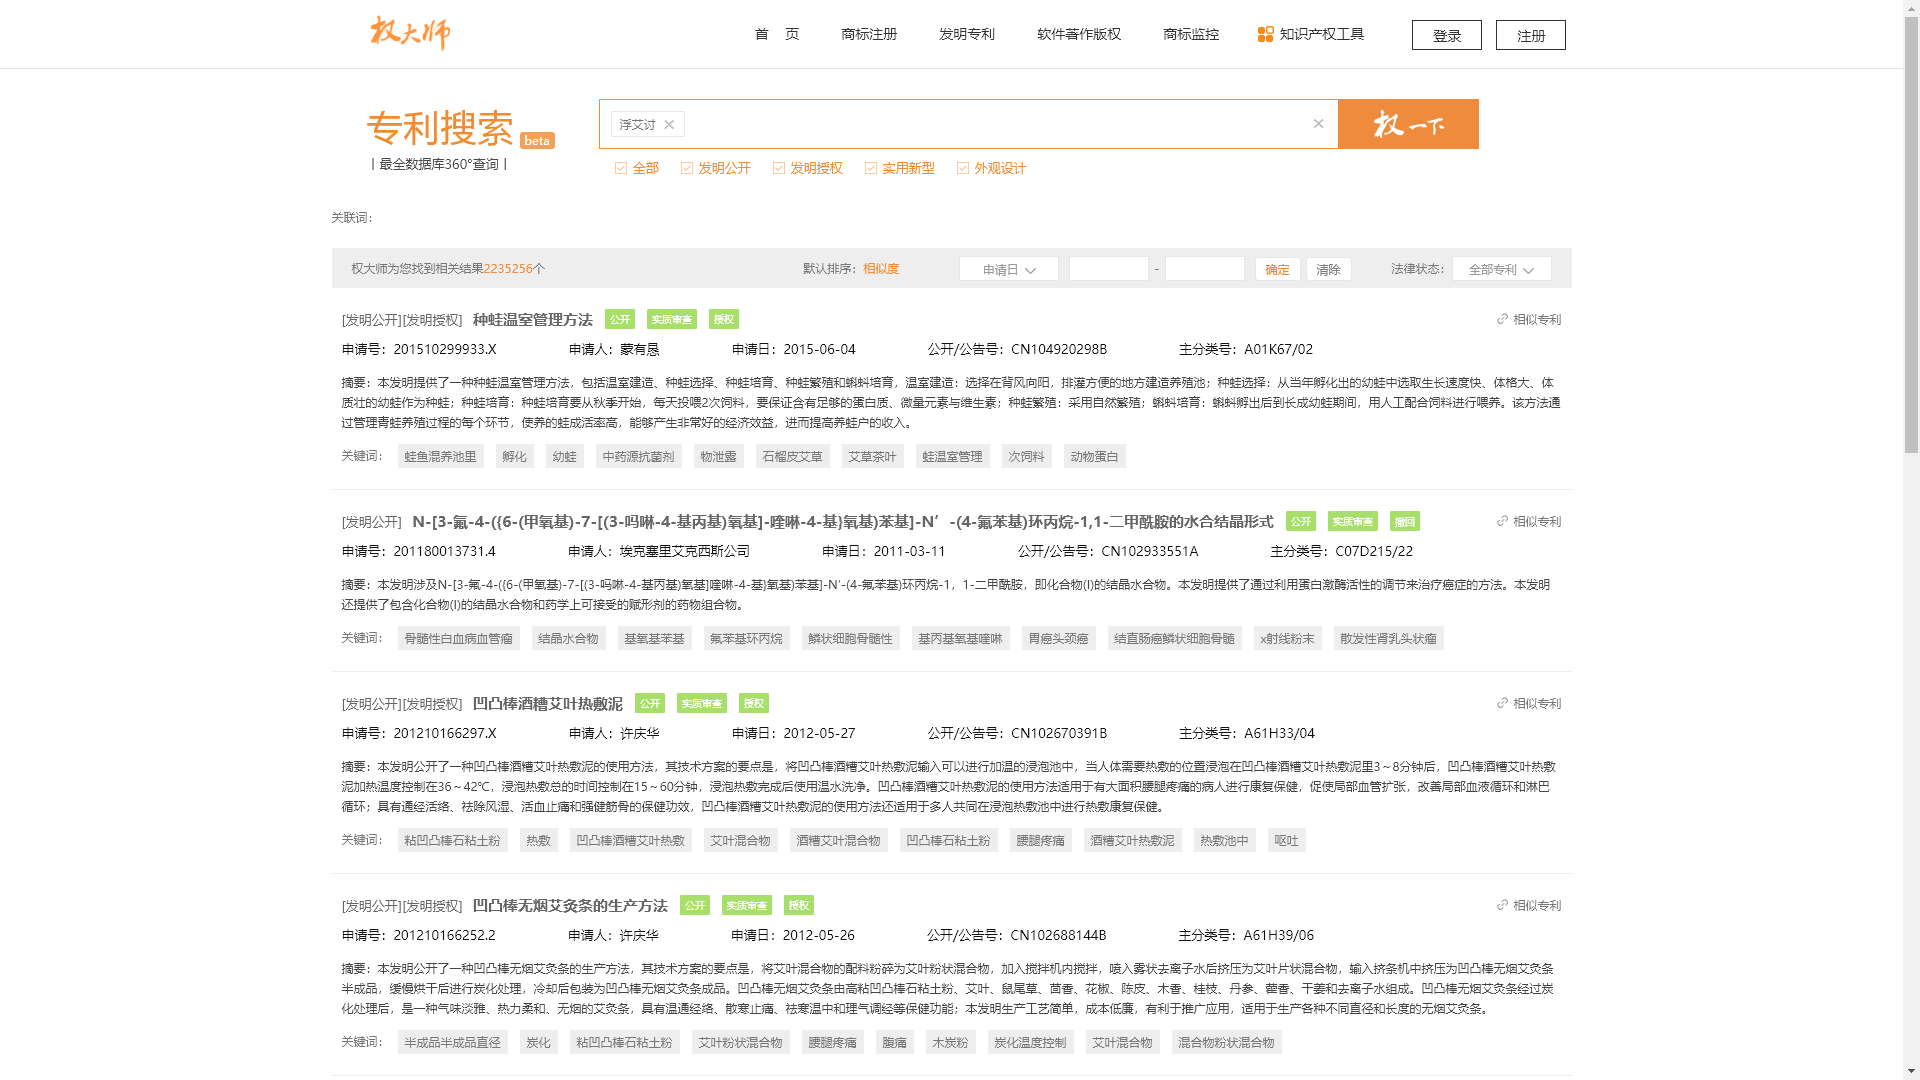 权大师
首 页 商标注册 发明专利 软件著作版权 商标监控 知识产权工具 登录 注册
专利搜索 beta
丨最全数据库360°查询丨
浮艾讨 × × 权一下
全部 发明公开 发明授权 实用新型 外观设计
关联词：
权大师为您找到相关结果2235256个 默认排序：相似度 申请日 - 确定 清除 法律状态： 全部专利
[发明公开][发明授权] 种蛙温室管理方法 公开 实质审查 授权 相似专利
申请号：201510299933.X 申请人：蒙有恳 申请日：2015-06-04 公开/公告号：CN104920298B 主分类号：A01K67/02
摘要：本发明提供了一种种蛙温室管理方法，包括温室建造、种蛙选择、种蛙培育、种蛙繁殖和蝌蚪培育，温室建造：选择在背风向阳，排灌方便的地方建造养殖池；种蛙选择：从当年孵化出的幼蛙中选取生长速度快、体格大、体
质壮的幼蛙作为种蛙；种蛙培育：种蛙培育要从秋季开始，每天投喂2次饲料，要保证含有足够的蛋白质、微量元素与维生素；种蛙繁殖：采用自然繁殖；蝌蚪培育：蝌蚪孵出后到长成幼蛙期间，用人工配合饲料进行喂养。该方法通
过管理青蛙养殖过程的每个环节，使养的蛙成活率高，能够产生非常好的经济效益，进而提高养蛙户的收入。
关键词： 蛙鱼混养池里 孵化 幼蛙 中药源抗菌剂 物泄露 石榴皮艾草 艾草茶叶 蛙温室管理 次饲料 动物蛋白
[发明公开] N-[3-氟-4-({6-(甲氧基)-7-[(3-吗啉-4-基丙基)氧基]-喹啉-4-基}氧基)苯基]-N′-(4-氟苯基)环丙烷-1,1-二甲酰胺的水合结晶形式 公开 实质审查 撤回 相似专利
申请号：201180013731.4 申请人：埃克塞里艾克西斯公司 申请日：2011-03-11 公开/公告号：CN102933551A 主分类号：C07D215/22
摘要：本发明涉及N-[3-氟-4-({6-(甲氧基)-7-[(3-吗啉-4-基丙基)氧基]喹啉-4-基}氧基)苯基]-N′-(4-氟苯基)环丙烷-1，1-二甲酰胺，即化合物(I)的结晶水合物。本发明提供了通过利用蛋白激酶活性的调节来治疗癌症的方法。本发明
还提供了包含化合物(I)的结晶水合物和药学上可接受的赋形剂的药物组合物。
关键词： 骨髓性白血病血管瘤 结晶水合物 基氧基苯基 氟苯基环丙烷 鳞状细胞骨髓性 基丙基氧基喹啉 胃癌头颈癌 结直肠癌鳞状细胞骨髓 x射线粉末 散发性肾乳头状瘤
[发明公开][发明授权] 凹凸棒酒糟艾叶热敷泥 公开 实质审查 授权 相似专利
申请号：201210166297.X 申请人：许庆华 申请日：2012-05-27 公开/公告号：CN102670391B 主分类号：A61H33/04
摘要：本发明公开了一种凹凸棒酒糟艾叶热敷泥的使用方法，其技术方案的要点是，将凹凸棒酒糟艾叶热敷泥输入可以进行加温的浸泡池中，当人体需要热敷的位置浸泡在凹凸棒酒糟艾叶热敷泥里3～8分钟后，凹凸棒酒糟艾叶热敷
泥加热温度控制在36～42℃，浸泡热敷总的时间控制在15～60分钟，浸泡热敷完成后使用温水洗净。凹凸棒酒糟艾叶热敷泥的使用方法适用于有大面积腰腿疼痛的病人进行康复保健，促使局部血管扩张，改善局部血液循环和淋巴
循环；具有通经活络、祛除风湿、活血止痛和强健筋骨的保健功效，凹凸棒酒糟艾叶热敷泥的使用方法还适用于多人共同在浸泡热敷池中进行热敷康复保健。
关键词： 粘凹凸棒石粘土粉 热敷 凹凸棒酒糟艾叶热敷 艾叶混合物 酒糟艾叶混合物 凹凸棒石粘土粉 腰腿疼痛 酒糟艾叶热敷泥 热敷池中 呕吐
[发明公开][发明授权] 凹凸棒无烟艾灸条的生产方法 公开 实质审查 授权 相似专利
申请号：201210166252.2 申请人：许庆华 申请日：2012-05-26 公开/公告号：CN102688144B 主分类号：A61H39/06
摘要：本发明公开了一种凹凸棒无烟艾灸条的生产方法，其技术方案的要点是，将艾叶混合物的配料粉碎为艾叶粉状混合物，加入搅拌机内搅拌，喷入雾状去离子水后挤压为艾叶片状混合物，输入挤条机中挤压为凹凸棒无烟艾灸条
半成品，缓慢烘干后进行炭化处理，冷却后包装为凹凸棒无烟艾灸条成品。凹凸棒无烟艾灸条由高粘凹凸棒石粘土粉、艾叶、鼠尾草、茴香、花椒、陈皮、木香、桂枝、丹参、藿香、干姜和去离子水组成。凹凸棒无烟艾灸条经过炭
化处理后，是一种气味淡雅、热力柔和、无烟的艾灸条，具有温通经络、散寒止痛、祛寒温中和理气调经等保健功能；本发明生产工艺简单，成本低廉，有利于推广应用，适用于生产各种不同直径和长度的无烟艾灸条。
关键词： 半成品半成品直径 炭化 粘凹凸棒石粘土粉 艾叶粉状混合物 腰腿疼痛 腹痛 木炭粉 炭化温度控制 艾叶混合物 混合物粉状混合物